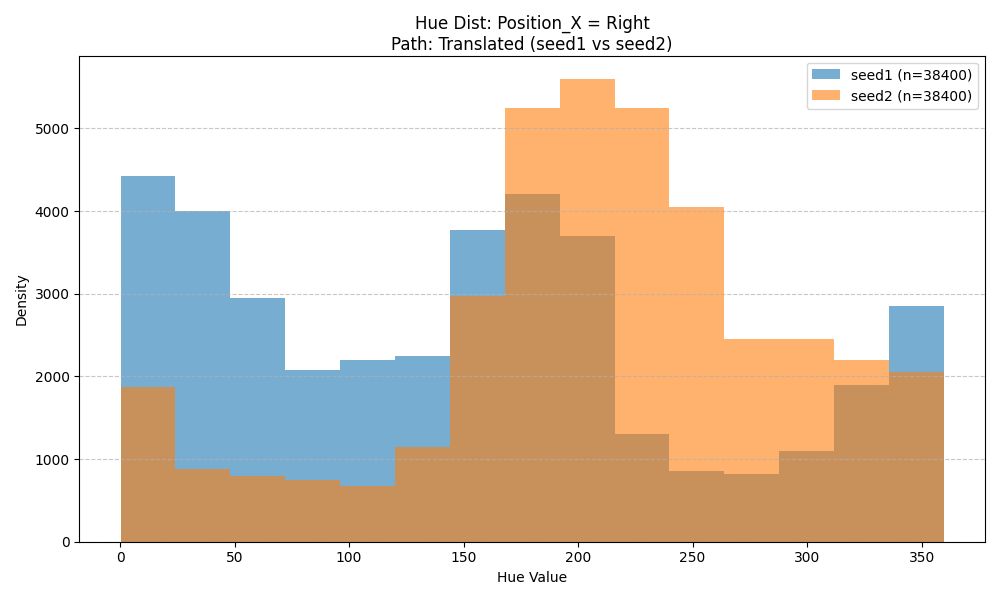 Hue Dist: Position_X = Right
Path: Translated (seed1 vs seed2)
seed1 (n=38400)
seed2 (n=38400)
Density
5000
4000
3000
2000
1000
0
0 50 100 150 200 250 300 350
Hue Value